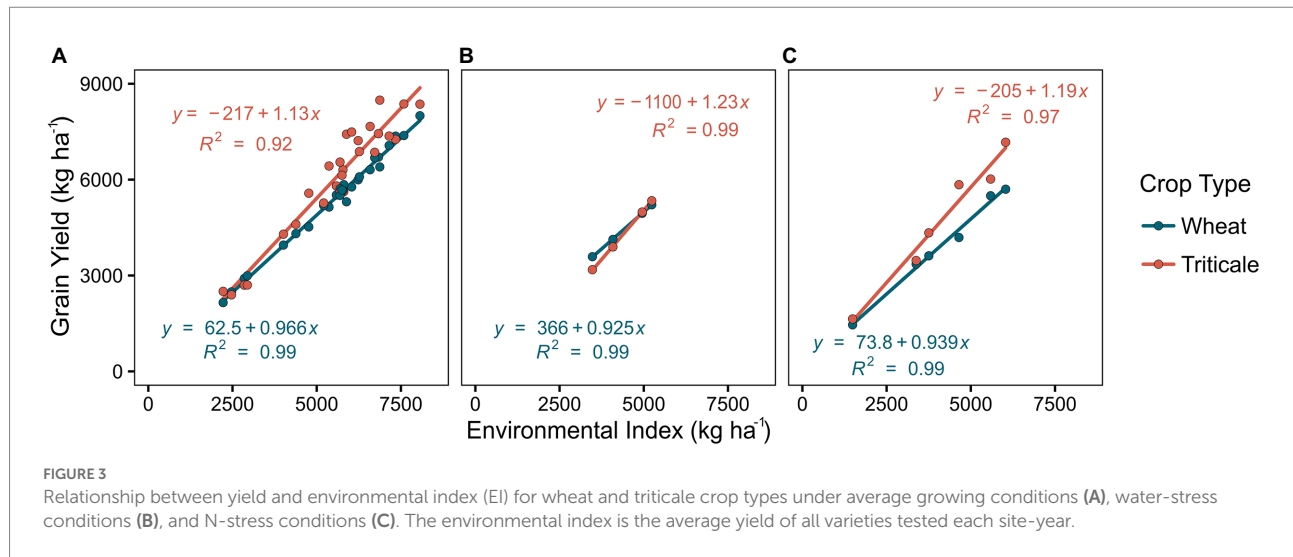 A
B
C
Grain Yield (kg ha⁻¹)
9000
6000
3000
0
y = −217 + 1.13x
R² = 0.92
y = 62.5 + 0.966x
R² = 0.99
y = −1100 + 1.23x
R² = 0.99
y = 366 + 0.925x
R² = 0.99
y = −205 + 1.19x
R² = 0.97
y = 73.8 + 0.939x
R² = 0.99
0 2500 5000 7500
0 2500 5000 7500
0 2500 5000 7500
Environmental Index (kg ha⁻¹)
Crop Type
Wheat
Triticale
FIGURE 3
Relationship between yield and environmental index (EI) for wheat and triticale crop types under average growing conditions (A), water-stress
conditions (B), and N-stress conditions (C). The environmental index is the average yield of all varieties tested each site-year.